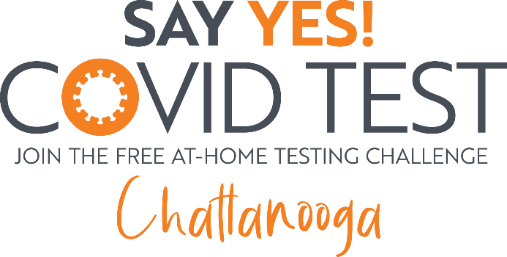 SAY YES!
COVID TEST
JOIN THE FREE AT-HOME TESTING CHALLENGE
Chattanooga